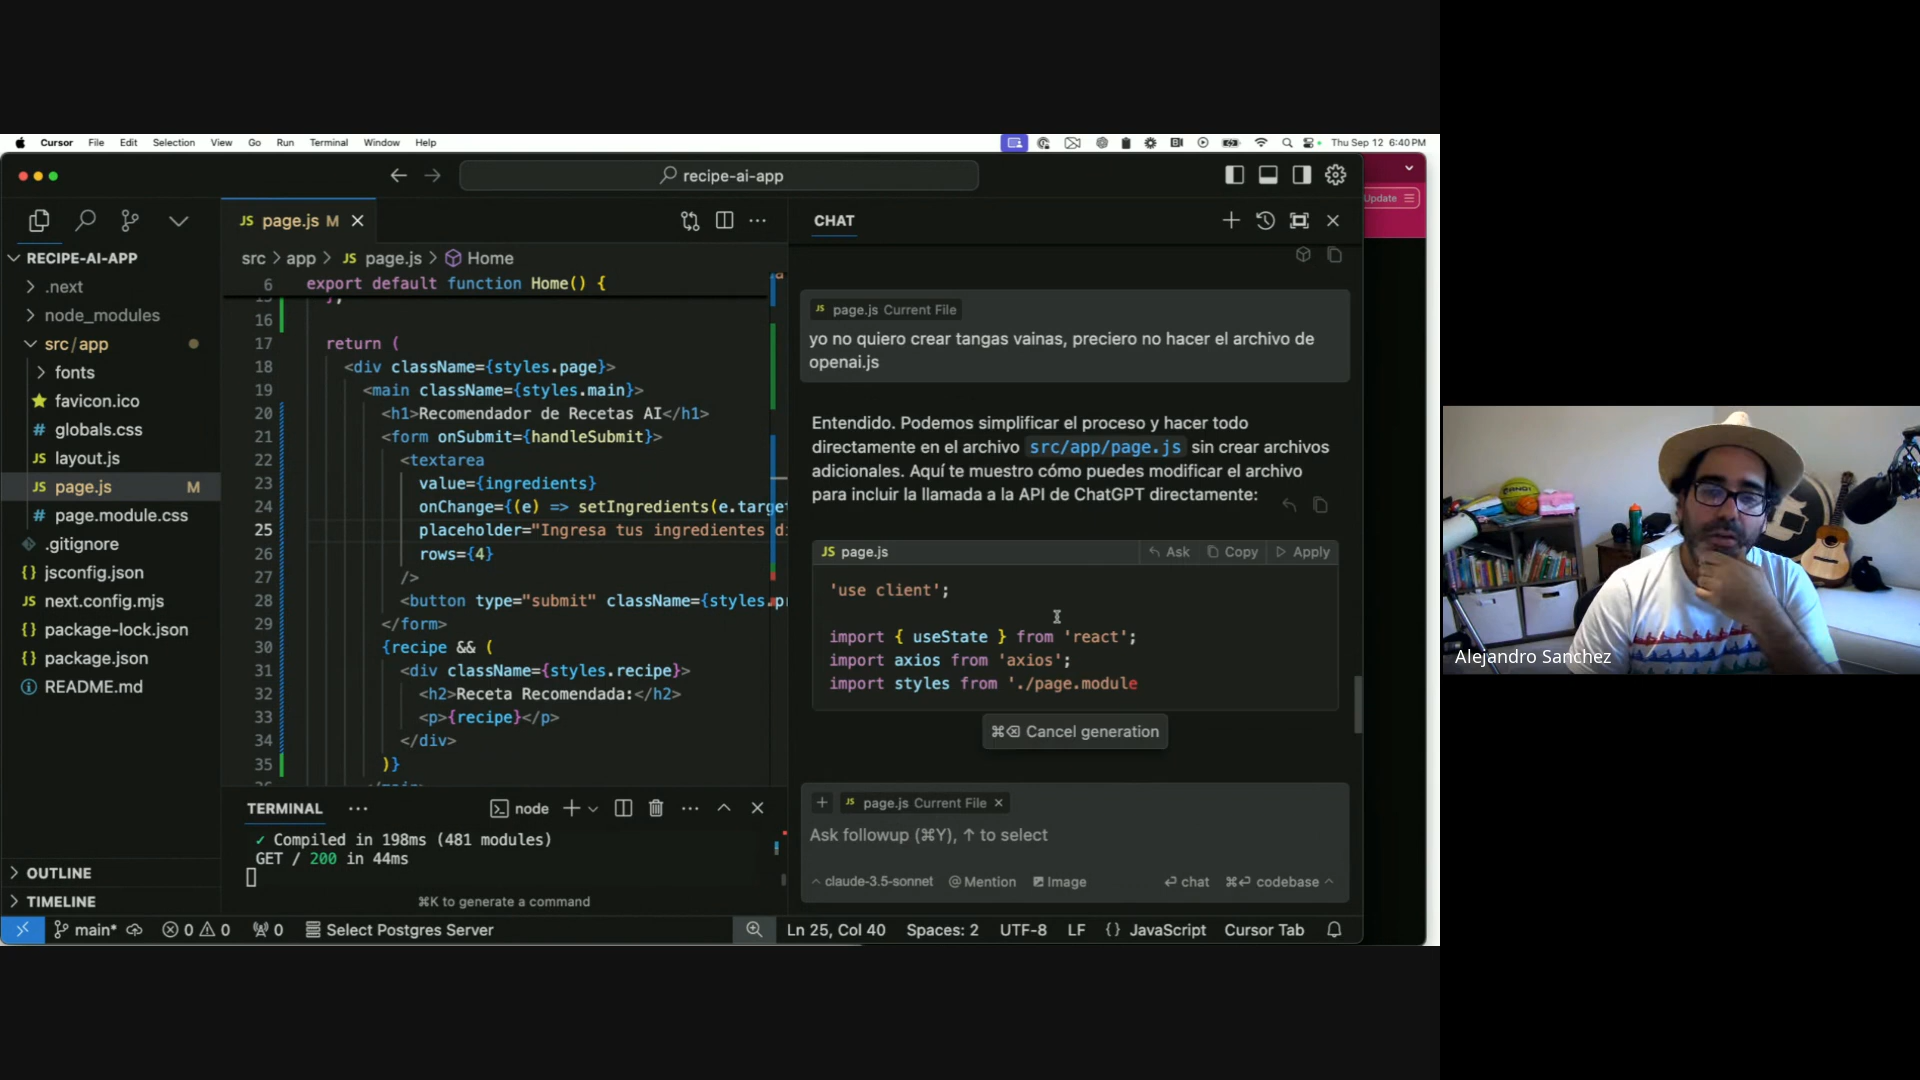 Cursor File Edit Selection View Go Run Terminal Window Help
Thu Sep 12 6:40PM
recipe-ai-app
Update
JS page.js M
src > app > JS page.js > Home
RECIPE-AI-APP
.next
node_modules
src/app
fonts
favicon.ico
# globals.css
JS layout.js
JS page.js M
# page.module.css
.gitignore
{} jsconfig.json
JS next.config.mjs
{} package-lock.json
{} package.json
README.md
OUTLINE
TIMELINE
6 export default function Home() {
16
17 return (
18 <div className={styles.page}>
19 <main className={styles.main}>
20 <h1>Recomendador de Recetas AI</h1>
21 <form onSubmit={handleSubmit}>
22 <textarea
23 value={ingredients}
24 onChange={(e) => setIngredients(e.targe
25 placeholder="Ingresa tus ingredientes di
26 rows={4}
27 />
28 <button type="submit" className={styles.pr
29 </form>
30 {recipe && (
31 <div className={styles.recipe}>
32 <h2>Receta Recomendada:</h2>
33 <p>{recipe}</p>
34 </div>
35 )}
TERMINAL
node
✓ Compiled in 198ms (481 modules)
GET / 200 in 44ms
⌘K to generate a command
CHAT
JS page.js Current File
yo no quiero crear tangas vainas, preciero no hacer el archivo de
openai.js
Entendido. Podemos simplificar el proceso y hacer todo
directamente en el archivo src/app/page.js sin crear archivos
adicionales. Aquí te muestro cómo puedes modificar el archivo
para incluir la llamada a la API de ChatGPT directamente:
JS page.js Ask Copy Apply
'use client';
import { useState } from 'react';
import axios from 'axios';
import styles from './page.module
⌘⌫ Cancel generation
+ JS page.js Current File ×
Ask followup (⌘Y), ↑ to select
claude-3.5-sonnet @ Mention Image ⏎ chat ⌘⏎ codebase
main* 0 0 0 Select Postgres Server
Ln 25, Col 40 Spaces: 2 UTF-8 LF {} JavaScript Cursor Tab
Alejandro Sanchez